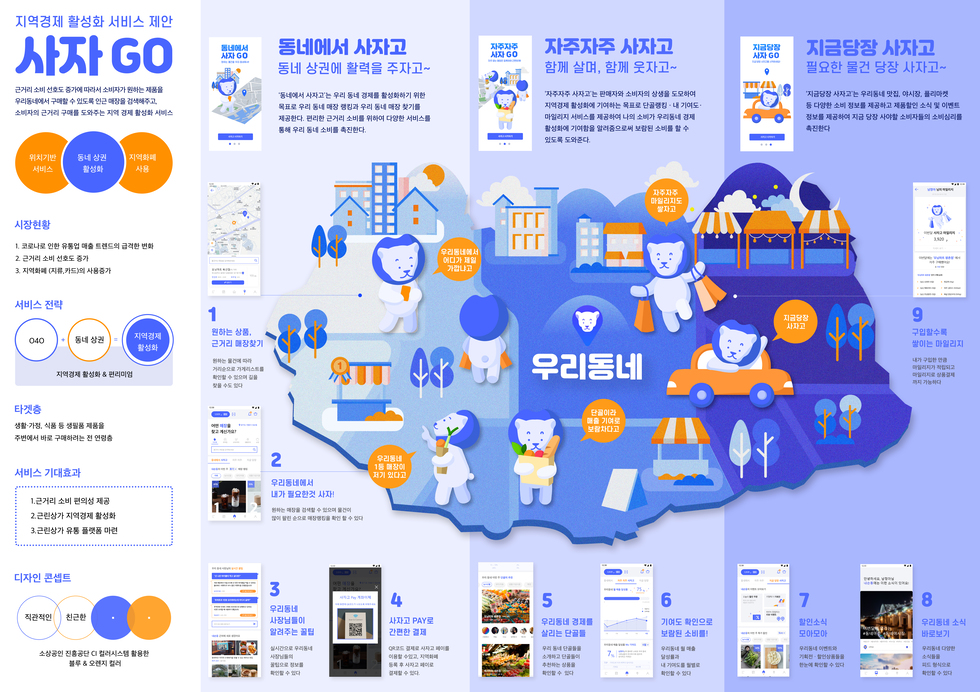 지역경제 활성화 서비스 제안
사자 GO
근거리 소비 선호도 증가에 따라서 소비자가 원하는 제품을
우리동네에서 구매할 수 있도록 인근 매장을 검색해주고,
소비자의 근거리 구매를 도와주는 지역 경제 활성화 서비스
위치기반
서비스
동네 상권
활성화
지역화폐
사용
시장현황
1. 코로나로 인한 유통업 매출 트렌드의 급격한 변화
2. 근거리 소비 선호도 증가
3. 지역화폐 (지류,카드)의 사용증가
서비스 전략
O4O
+
동네 상권
=
지역경제
활성화
지역경제 활성화 & 편리미엄
타겟층
생활·가정, 식품 등 생필품 제품을
주변에서 바로 구매하려는 전 연령층
서비스 기대효과
1.근거리 소비 편의성 제공
2.근린상가 지역경제 활성화
3.근린상가 유통 플랫폼 마련
디자인 콘셉트
직관적인
친근한
소상공인 진흥공단 CI 컬러시스템 활용한
블루 & 오렌지 컬러
동네에서
사자 GO
동네에서 사자고
동네 상권에 활력을 주자고~
'동네에서 사자고'는 우리 동네 경제를 활성화하기 위한
목표로 우리 동네 매장 랭킹과 우리 동네 매장 찾기를
제공한다. 편리한 근거리 소비를 위하여 다양한 서비스를
통해 우리 동네 소비를 촉진한다.
자주자주
사자 GO
자주자주 사자고
함께 살며, 함께 웃자고~
'자주자주 사자고'는 판매자와 소비자의 상생을 도모하여
지역경제 활성화에 기여하는 목표로 단골랭킹 · 내 기여도·
마일리지 서비스를 제공하여 나의 소비가 우리동네 경제
활성화에 기여함을 알려줌으로써 보람된 소비를 할 수
있도록 도와준다.
지금당장
사자 GO
지금당장 사자고
필요한 물건 당장 사자고~
'지금당장 사자고'는 우리동네 맛집, 야시장, 플리마켓
등 다양한 소비 정보를 제공하고 제품할인 소식 및 이벤트
정보를 제공하여 지금 당장 사야할 소비자들의 소비심리를
촉진한다
우리동네에서
어디가 제일
가깝나고
자주자주
마일리지도
쌓자고
지금당장
사자고
우리동네
1
단골이라
매출 기여로
보람차다고
우리동네
1등 매장이
저기 있다고
1
원하는 상품,
근거리 매장찾기
원하는 물건에 따라
거리순으로 가게리스트를
확인할 수 있으며 길을
찾을 수도 있다
어떤 매장을
찾고 계신가요?
2
우리동네에서
내가 필요한것 사자!
원하는 매장을 검색할 수 있으며 물건이
많이 팔린 순으로 매장랭킹을 확인 할 수 있다
3
우리동네
사장님들이
알려주는 꿀팁
실시간으로 우리동네
사장님들의
꿀팁으로 정보를
확인할 수 있다
4
사자고 PAY로
간편한 결제
QR코드 결제로 사자고 페이를
이용할 수있고, 지역화폐
등록 후 사자고 페이로
결제할 수 있다.
5
우리동네 경제를
살리는 단골들
우리 동네 단골들을
소개하고 단골들이
추천하는 상품을
확인할 수 있다
6
기여도 확인으로
보람된 소비를!
우리동네 월 매출
달성률과
내 기여도를 월별로
확인할 수 있다
7
할인소식
모아모아
우리동네 이벤트와
기획전 · 할인상품들을
한눈에 확인할 수 있다
8
우리동네 소식
바로보기
우리동네 다양한
소식들을
피드 형식으로
확인할 수 있다
9
구입할수록
쌓이는 마일리지
내가 구입한 만큼
마일리지가 적립되고
마일리지로 상품결제
까지 가능하다